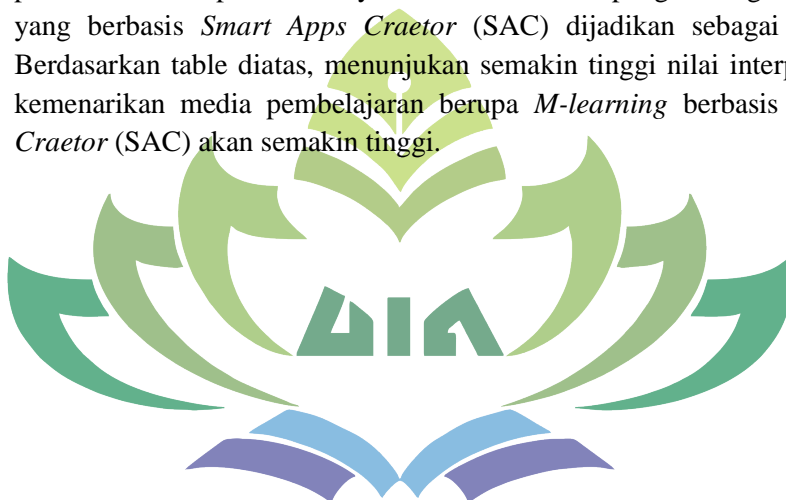 yang berbasis Smart Apps Craetor (SAC) dijadikan sebagai
Berdasarkan table diatas, menunjukan semakin tinggi nilai
kemenarikan media pembelajaran berupa M-learning berbasis
Craetor (SAC) akan semakin tinggi.
UIN